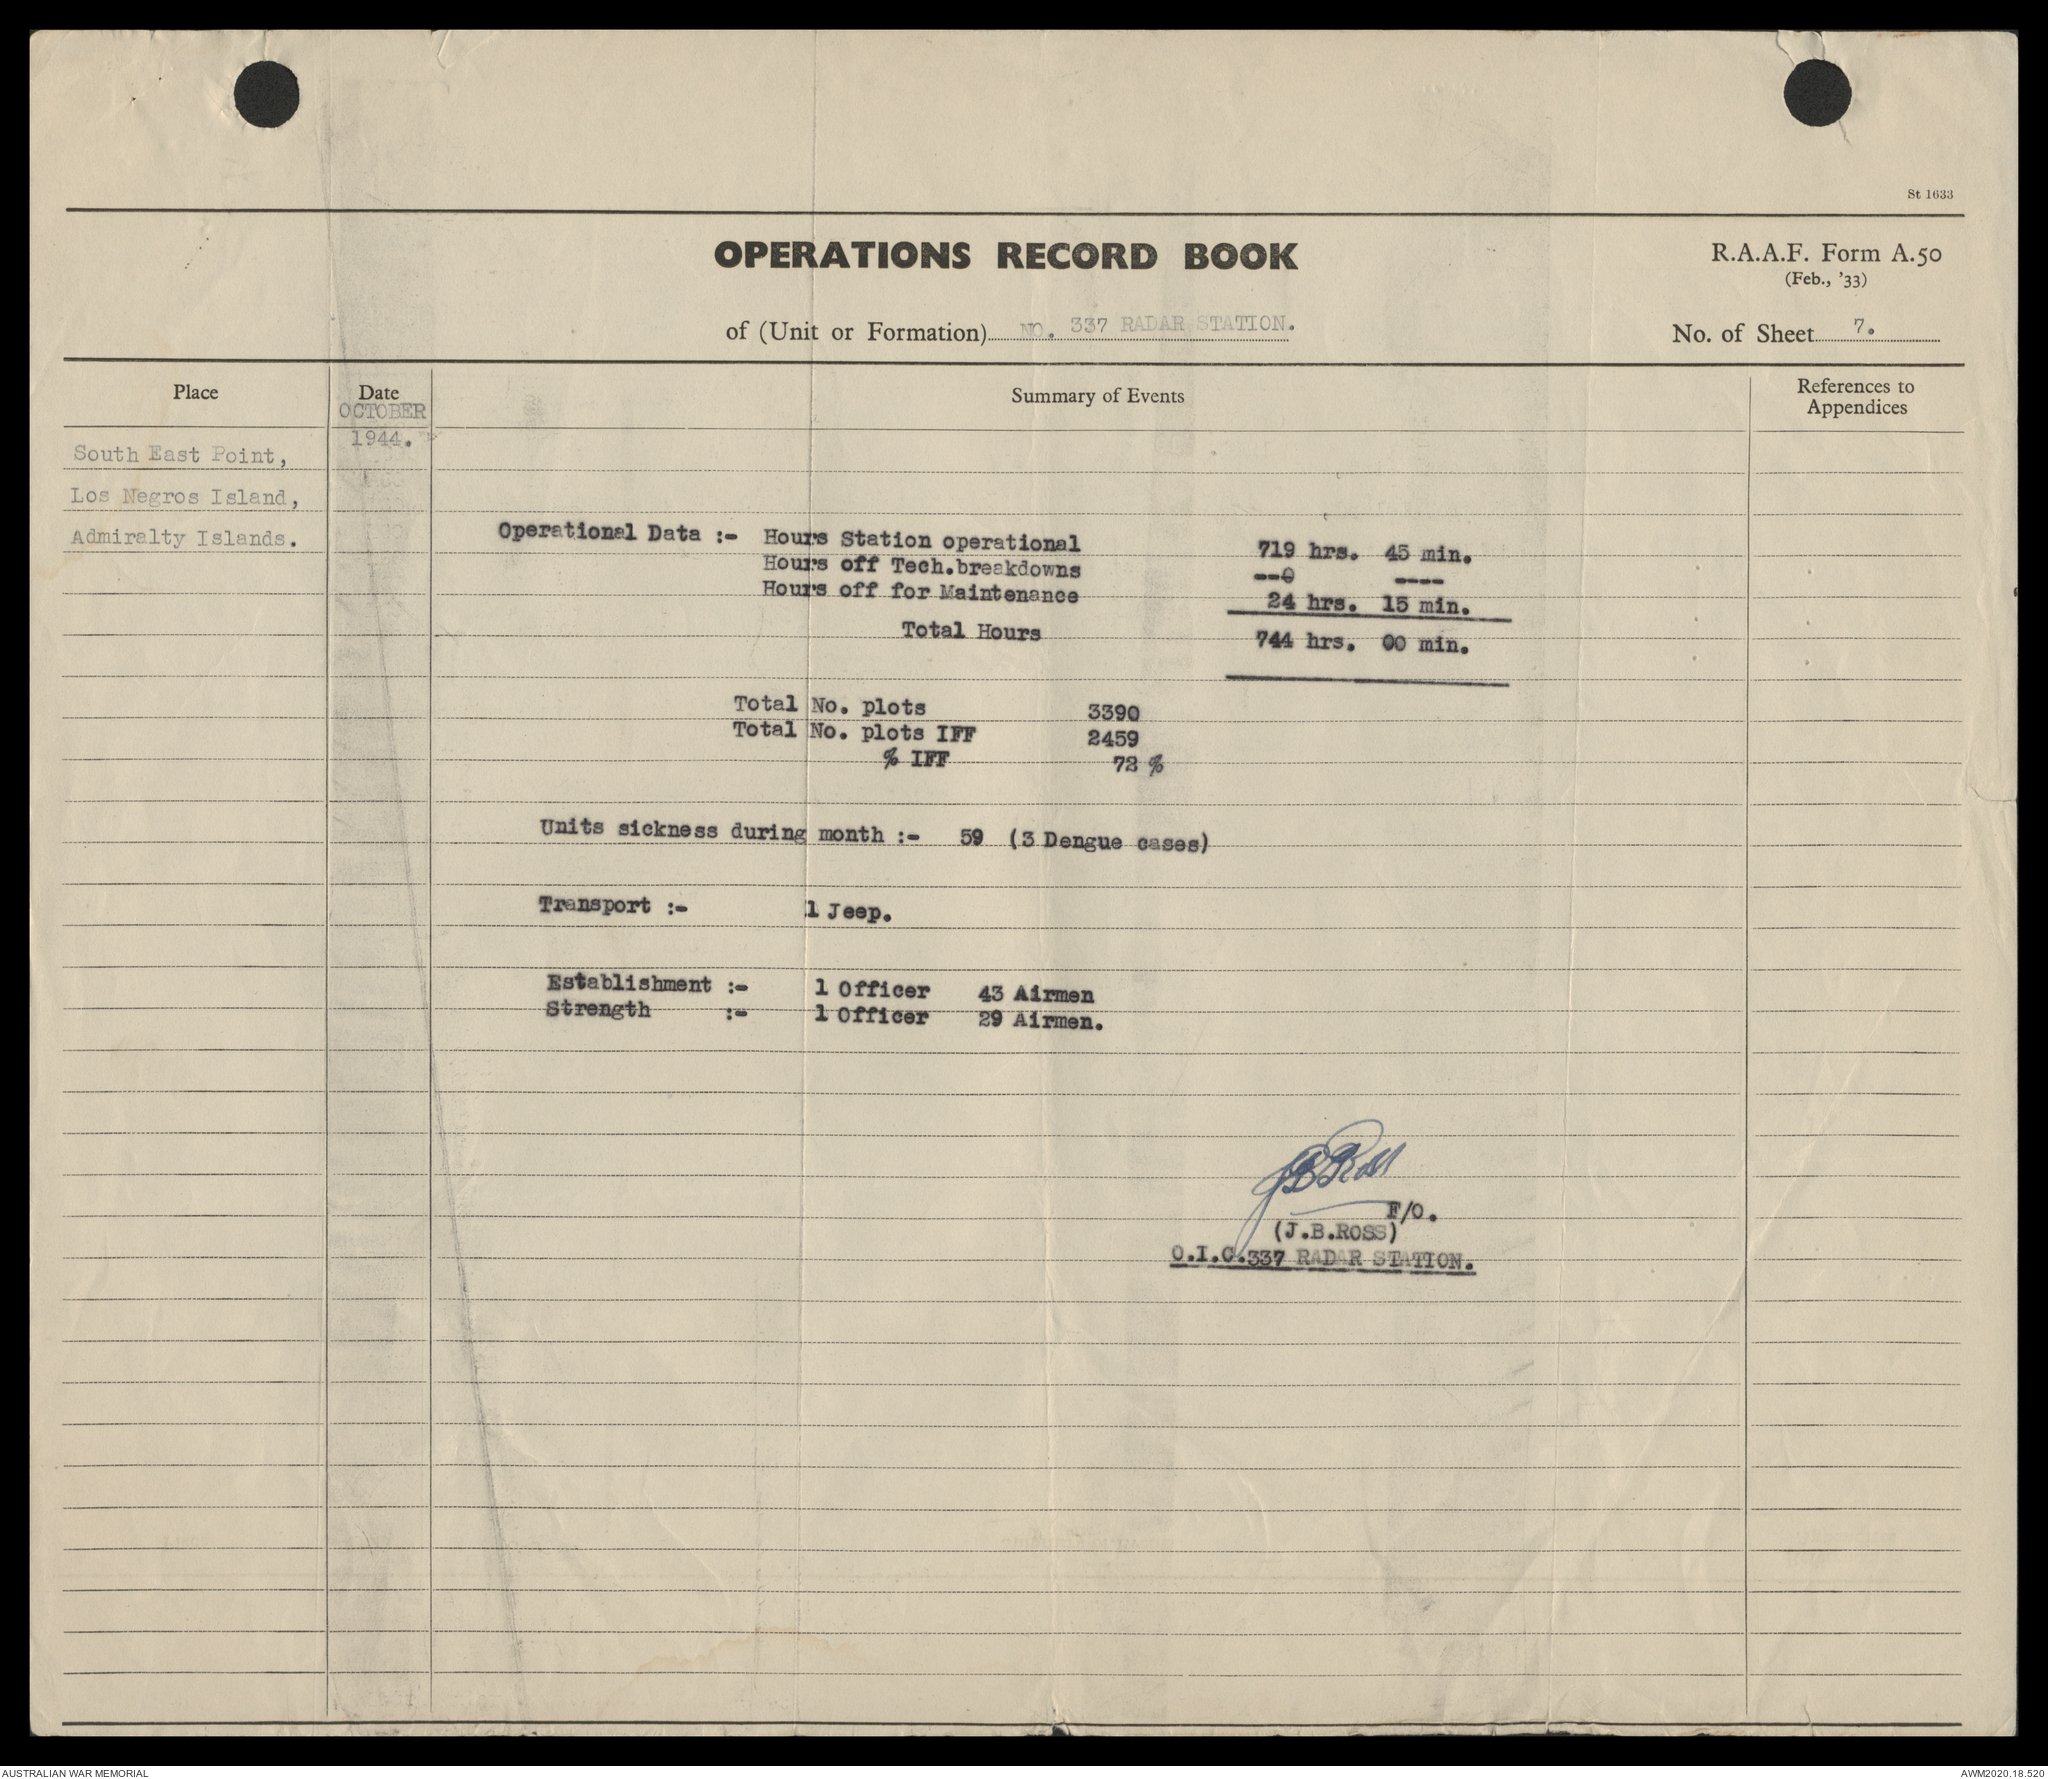 St 1633
OPERATIONS RECORD BOOK
R.A.A.F. Form A.50
(Feb., '33)
of (Unit or Formation) NO. 337 RADAR STATION.
No. of Sheet 7.
Place
Date
Summary of Events
References to
Appendices
OCTOBER
1944.
South East Point,
Los Negros Island,
Admiralty Islands.
Operational Data :- Hours Station operational 719 hrs. 45 min.
Hours off Tech.breakdowns --0 ----
Hours off for Maintenance 24 hrs. 15 min.
Total Hours 744 hrs. 00 min.
Total No. plots 3390
Total No. plots IFF 2459
% IFF 72 %
Units sickness during month :- 59 (3 Dengue cases)
Transport :- 1 Jeep.
Establishment :- 1 Officer 43 Airmen
Strength :- 1 Officer 29 Airmen.
JB Ross
F/O.
(J.B.ROSS)
O.I.C.337 RADAR STATION.
AUSTRALIAN WAR MEMORIAL
AWM2020.18.520